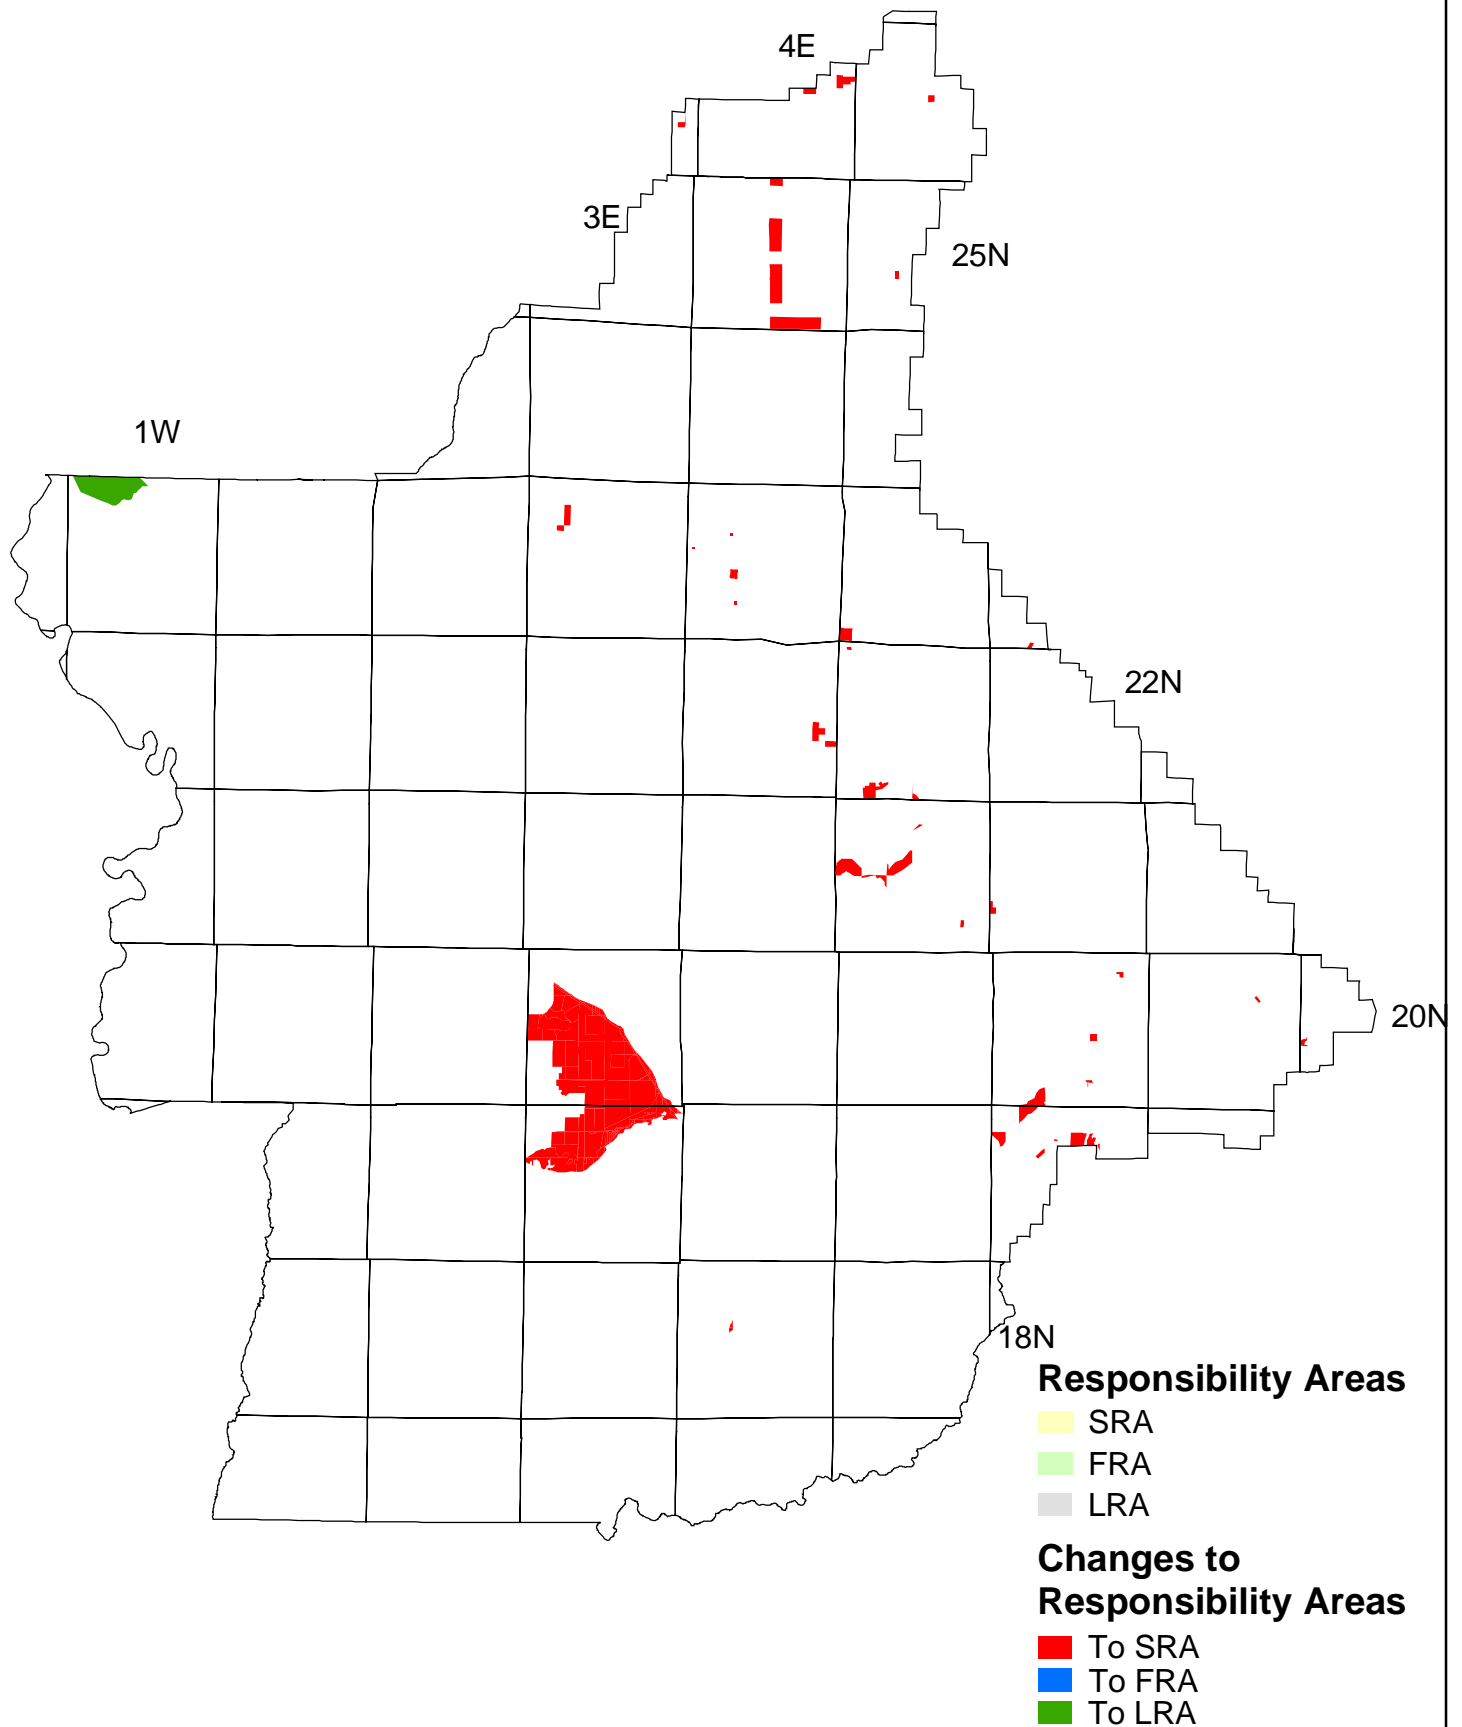 4E
3E
25N
1W
22N
20N
18N
Responsibility Areas
SRA
FRA
LRA
Changes to
Responsibility Areas
To SRA
To FRA
To LRA